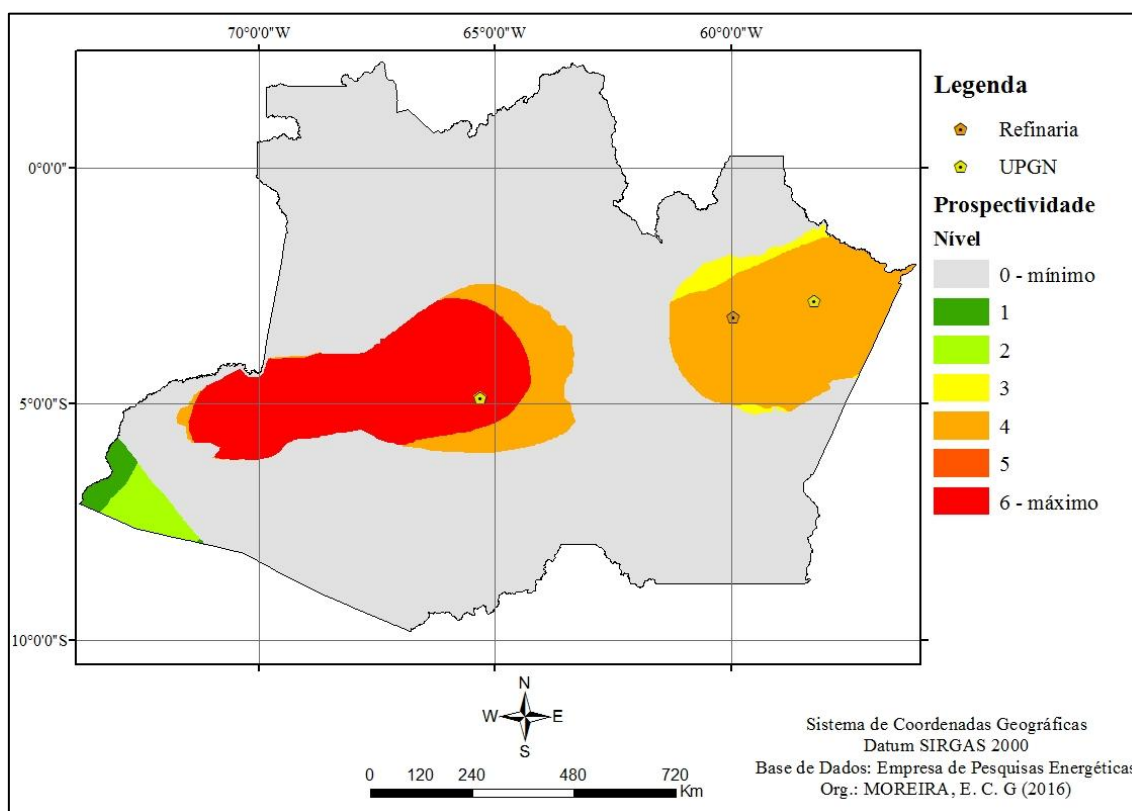 70°0'0"W 65°0'0"W 60°0'0"W
0°0'0"
5°0'0"S
10°0'0"S
Legenda
Refinaria
UPGN
Prospectividade
Nível
0 - mínimo
1
2
3
4
5
6 - máximo
N
W E
S
0 120 240 480 720
Km
Sistema de Coordenadas Geográficas
Datum SIRGAS 2000
Base de Dados: Empresa de Pesquisas Energéticas
Org.: MOREIRA, E. C. G (2016)